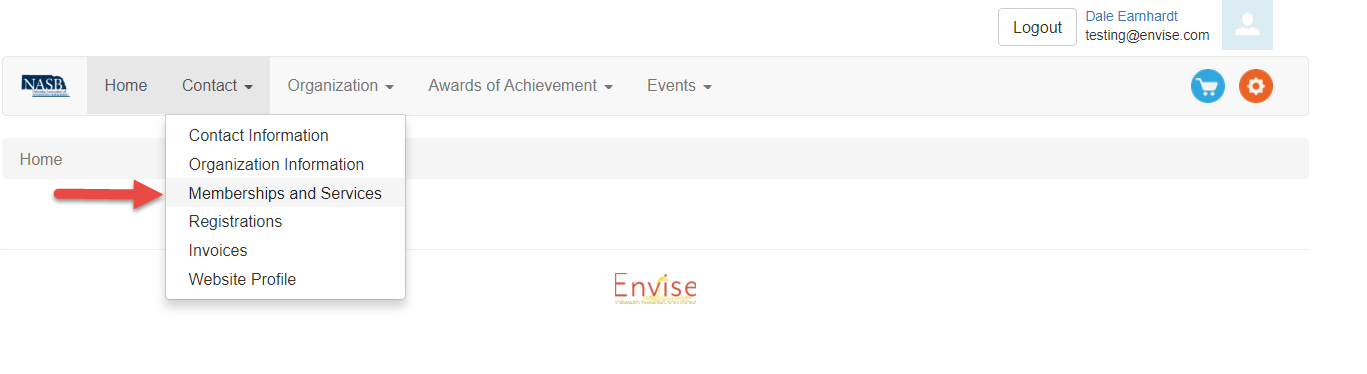 Logout
Dale Earnhardt
testing@envise.com
NASB
Home
Contact
Organization
Awards of Achievement
Events
Contact Information
Organization Information
Memberships and Services
Registrations
Invoices
Website Profile
Home
Envise